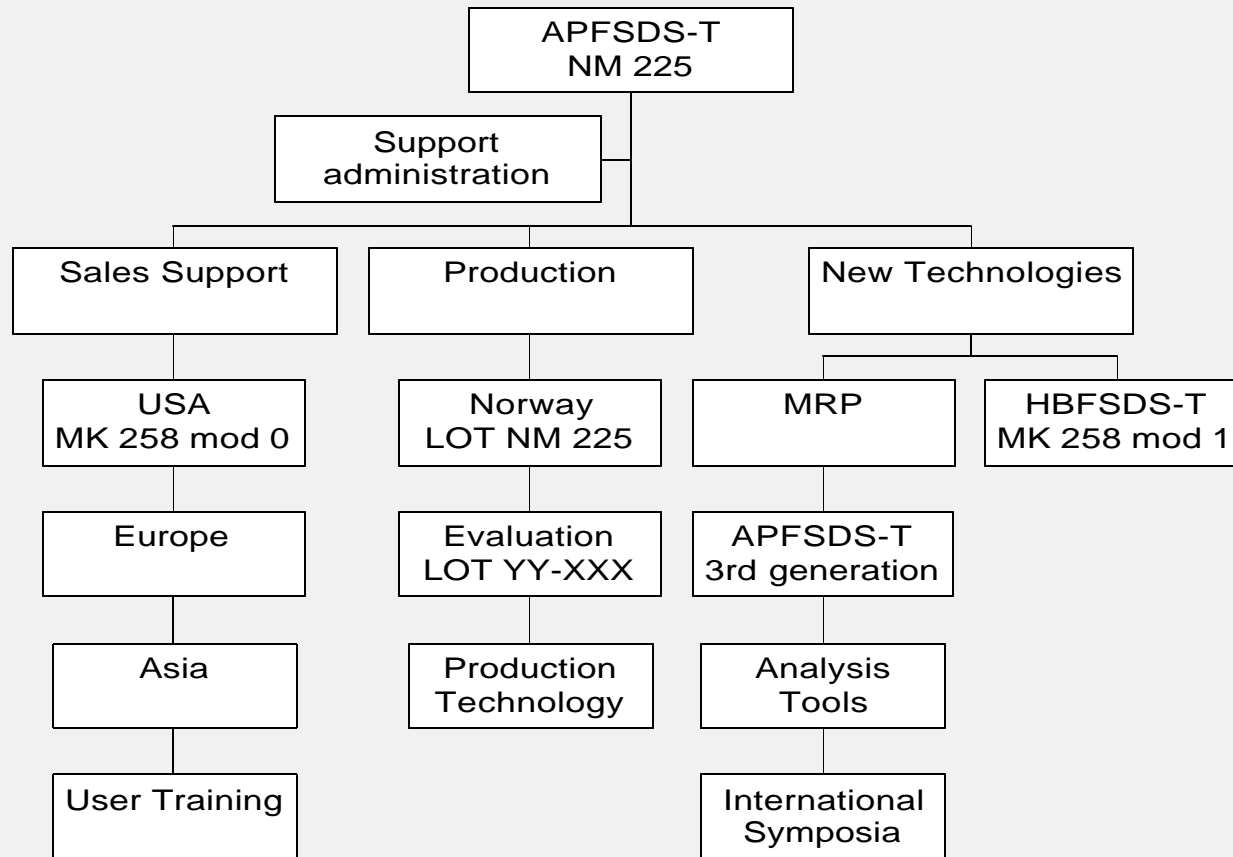 APFSDS-T
NM 225
Support
administration
Sales Support
Production
New Technologies
USA
MK 258 mod 0
Norway
LOT NM 225
MRP
HBFSDS-T
MK 258 mod 1
Europe
Evaluation
LOT YY-XXX
APFSDS-T
3rd generation
Asia
Production
Technology
Analysis
Tools
User Training
International
Symposia